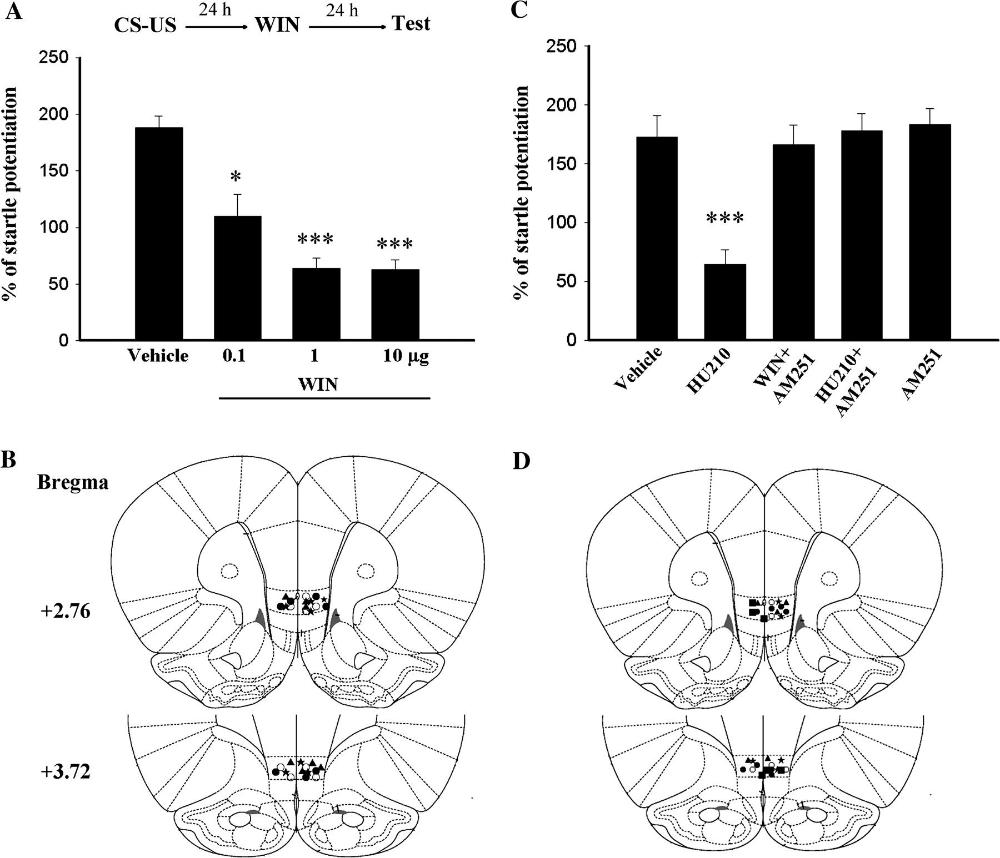 A
24 h
24 h
CS-US
WIN
Test
% of startle potentiation
250
200
150
100
50
0
*
***
***
Vehicle
0.1
1
10 µg
WIN
C
% of startle potentiation
250
200
150
100
50
0
***
Vehicle
HU210
WIN+
AM251
HU210+
AM251
AM251
B
Bregma
+2.76
+3.72
D